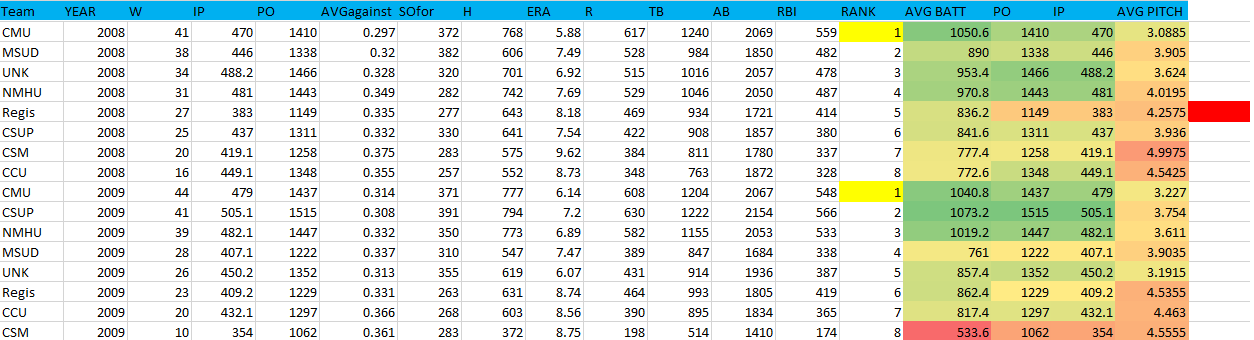 Team YEAR W IP PO AVGagainst SOfor H ERA R TB AB RBI RANK AVG BATT PO IP AVG PITCH
CMU 2008 41 470 1410 0.297 372 768 5.88 617 1240 2069 559 1 1050.6 1410 470 3.0885
MSUD 2008 38 446 1338 0.32 382 606 7.49 528 984 1850 482 2 890 1338 446 3.905
UNK 2008 34 488.2 1466 0.328 320 701 6.92 515 1016 2057 478 3 953.4 1466 488.2 3.624
NMHU 2008 31 481 1443 0.349 282 742 7.69 529 1046 2050 487 4 970.8 1443 481 4.0195
Regis 2008 27 383 1149 0.335 277 643 8.18 469 934 1721 414 5 836.2 1149 383 4.2575
CSUP 2008 25 437 1311 0.332 330 641 7.54 422 908 1857 380 6 841.6 1311 437 3.936
CSM 2008 20 419.1 1258 0.375 283 575 9.62 384 811 1780 337 7 777.4 1258 419.1 4.9975
CCU 2008 16 449.1 1348 0.355 257 552 8.73 348 763 1872 328 8 772.6 1348 449.1 4.5425
CMU 2009 44 479 1437 0.314 371 777 6.14 608 1204 2067 548 1 1040.8 1437 479 3.227
CSUP 2009 41 505.1 1515 0.308 391 794 7.2 630 1222 2154 566 2 1073.2 1515 505.1 3.754
NMHU 2009 39 482.1 1447 0.332 350 773 6.89 582 1155 2053 533 3 1019.2 1447 482.1 3.611
MSUD 2009 28 407.1 1222 0.337 310 547 7.47 389 847 1684 338 4 761 1222 407.1 3.9035
UNK 2009 26 450.2 1352 0.313 355 619 6.07 431 914 1936 387 5 857.4 1352 450.2 3.1915
Regis 2009 23 409.2 1229 0.331 263 631 8.74 464 993 1805 419 6 862.4 1229 409.2 4.5355
CCU 2009 20 432.1 1297 0.366 268 603 8.56 390 895 1834 365 7 817.4 1297 432.1 4.463
CSM 2009 10 354 1062 0.361 283 372 8.75 198 514 1410 174 8 533.6 1062 354 4.5555